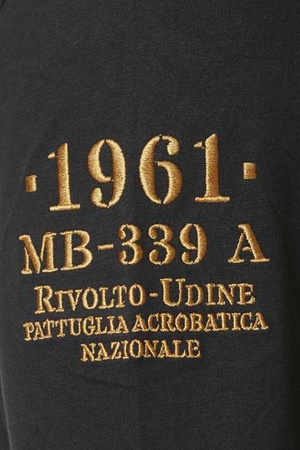 ·1961·
MB-339 A
RIVOLTO-UDINE
PATTUGLIA ACROBATICA
NAZIONALE